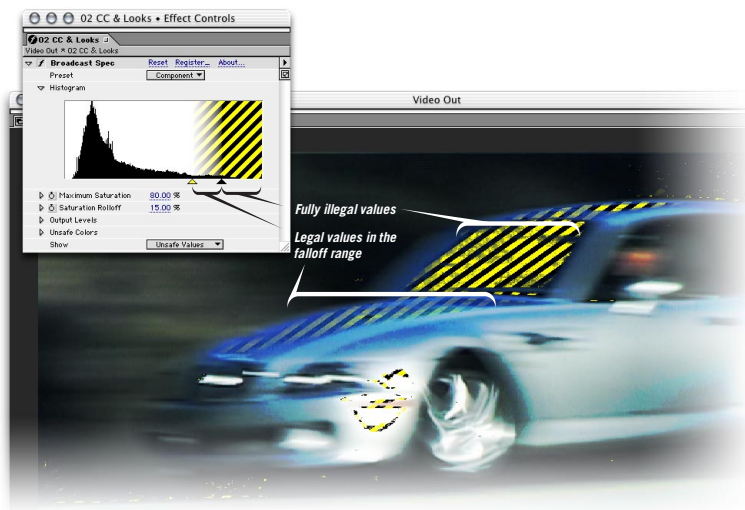 02 CC & Looks • Effect Controls
02 CC & Looks
Video Out * 02 CC & Looks
Broadcast Spec Reset Register... About...
Preset Component
Histogram
Maximum Saturation 80.00 %
Saturation Rolloff 15.00 %
Output Levels
Unsafe Colors
Show Unsafe Values
Video Out
Fully illegal values
Legal values in the
falloff range